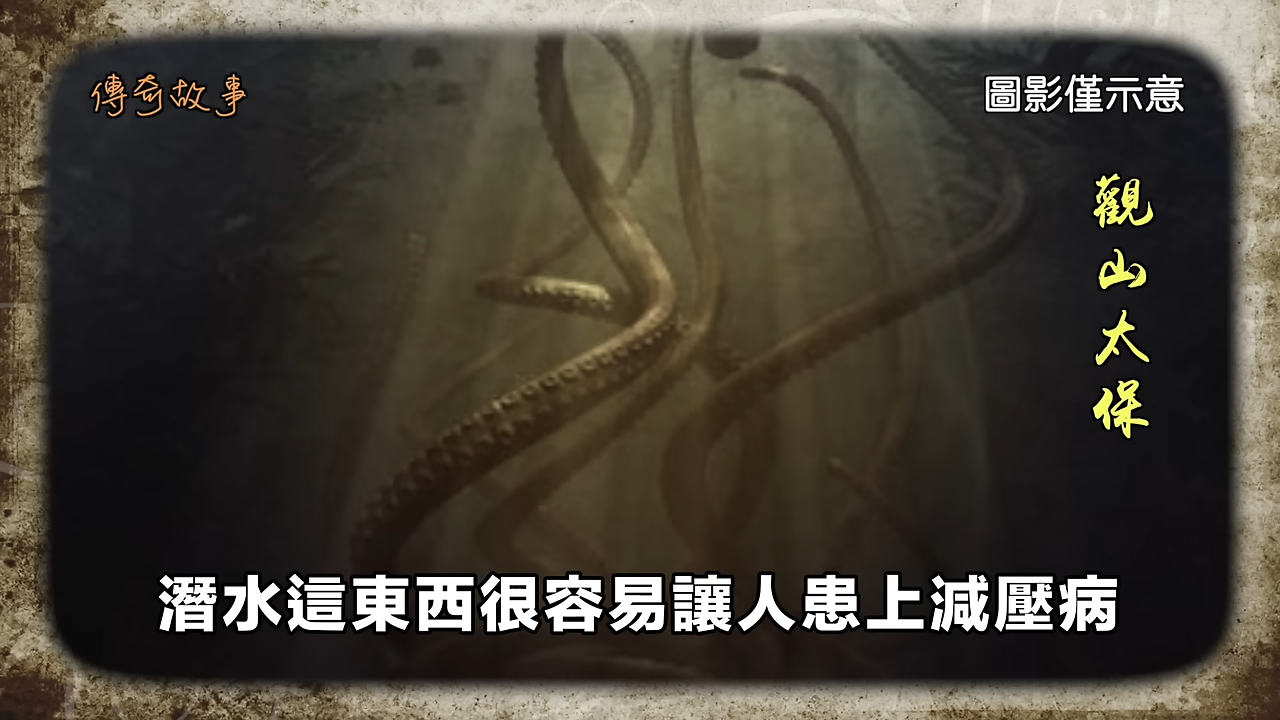 傳奇故事
圖影僅示意
觀山太保
潛水這東西很容易讓人患上減壓病